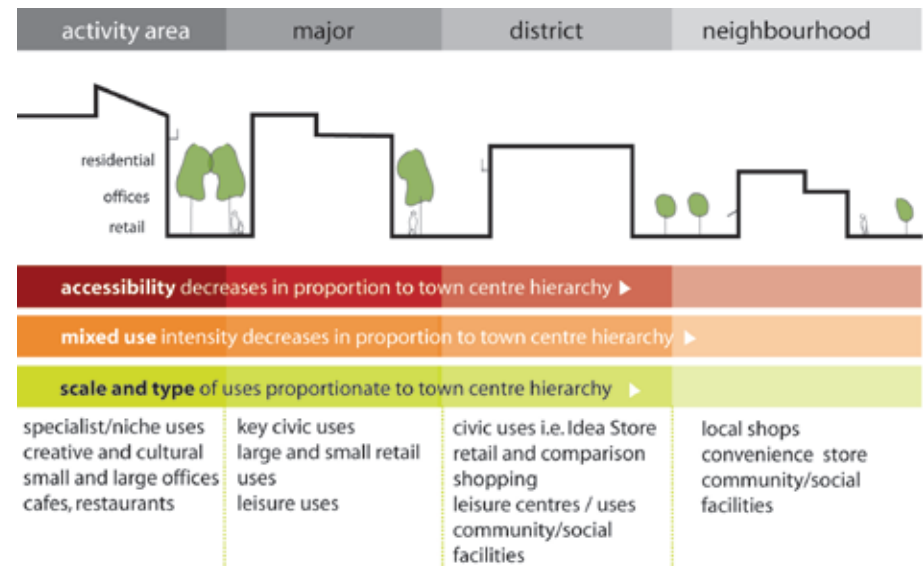 activity area
major
district
neighbourhood
residential
offices
retail
accessibility decreases in proportion to town centre hierarchy ▶
mixed use intensity decreases in proportion to town centre hierarchy ▶
scale and type of uses proportionate to town centre hierarchy ▶
specialist/niche uses
creative and cultural
small and large offices
cafes, restaurants
key civic uses
large and small retail
uses
leisure uses
civic uses i.e. Idea Store
retail and comparison
shopping
leisure centres / uses
community/social
facilities
local shops
convenience store
community/social
facilities